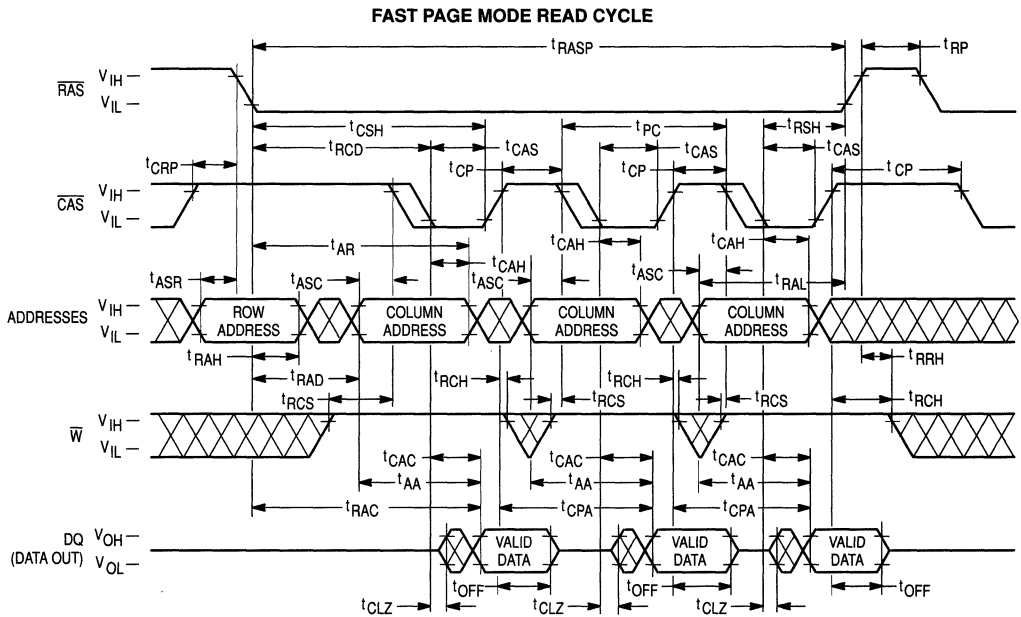 FAST PAGE MODE READ CYCLE
tRASP
tRP
RAS
VIH
VIL
tCSH
tPC
tRSH
tRCD
tCAS
tCAS
tCAS
tCRP
tCP
tCP
tCP
CAS
VIH
VIL
tAR
tCAH
tCAH
tCAH
tASR
tASC
tASC
tASC
tRAL
ADDRESSES
VIH
VIL
ROW ADDRESS
COLUMN ADDRESS
COLUMN ADDRESS
COLUMN ADDRESS
tRAH
tRRH
tRAD
tRCH
tRCH
tRCS
tRCS
tRCS
tRCH
W
VIH
VIL
tCAC
tCAC
tCAC
tAA
tAA
tAA
tRAC
tCPA
tCPA
DQ (DATA OUT)
VOH
VOL
VALID DATA
VALID DATA
VALID DATA
tOFF
tOFF
tOFF
tCLZ
tCLZ
tCLZ